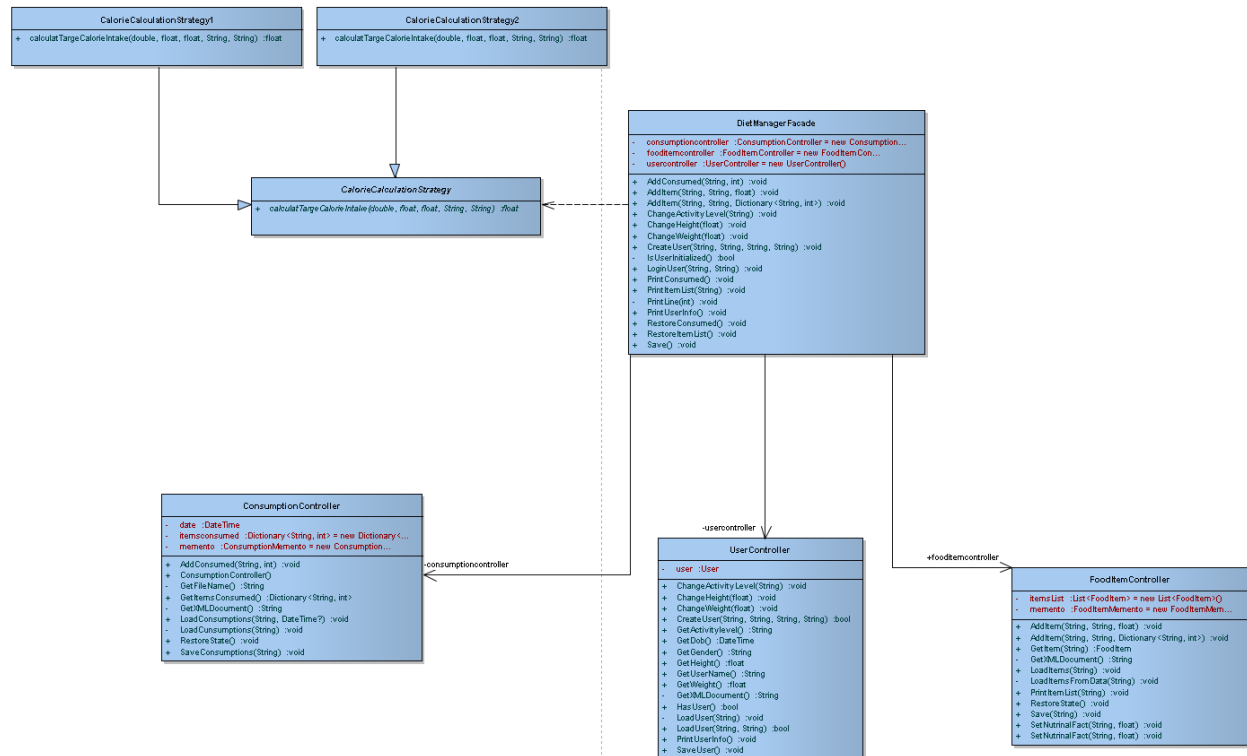 CalorieCalculationStrategy1
+ calculatTargeCalorieIntake(double, float, float, String, String) :float
CalorieCalculationStrategy2
+ calculatTargeCalorieIntake(double, float, float, String, String) :float
CalorieCalculationStrategy
+ calculatTargeCalorieIntake(double, float, float, String, String) :float
DietManagerFacade
- consumptioncontroller :ConsumptionController = new Consumption...
- fooditemcontroller :FoodItemController = new FoodItemCon...
- usercontroller :UserController = new UserController()
+ AddConsumed(String, int) :void
+ AddItem(String, String, float) :void
+ AddItem(String, String, Dictionary<String, int>) :void
+ ChangeActivityLevel(String) :void
+ ChangeHeight(float) :void
+ ChangeWeight(float) :void
+ CreateUser(String, String, String, String) :void
- IsUserInitialized() :bool
+ LoginUser(String, String) :void
+ PrintConsumed() :void
+ PrintItemList(String) :void
- PrintLine(int) :void
+ PrintUserInfo() :void
+ RestoreConsumed() :void
+ RestoreItemList() :void
+ Save() :void
ConsumptionController
- date :DateTime
- itemsconsumed :Dictionary<String, int> = new Dictionary<...
- memento :ConsumptionMemento = new Consumption...
+ AddConsumed(String, int) :void
+ ConsumptionController()
- GetFileName() :String
+ GetItemsConsumed() :Dictionary<String, int>
- GetXMLDocument() :String
+ LoadConsumptions(String, DateTime?) :void
- LoadCunsumptions(String) :void
+ RestoreState() :void
+ SaveConsumptions(String) :void
-consumptioncontroller
-usercontroller
UserController
- user :User
+ ChangeActivityLevel(String) :void
+ ChangeHeight(float) :void
+ ChangeWeight(float) :void
+ CreateUser(String, String, String, String) :bool
+ GetActivitylevel() :String
+ GetDob() :DateTime
+ GetGender() :String
+ GetHeight() :float
+ GetUserName() :String
+ GetWeight() :float
- GetXMLDocument() :String
+ HasUser() :bool
- LoadUser(String) :void
+ LoadUser(String, String) :bool
+ PrintUserInfo() :void
+ SaveUser() :void
+fooditemcontroller
FoodItemController
- itemsList :List<FoodItem> = new List<FoodItem>()
- memento :FoodItemMemento = new FoodItemMem...
+ AddItem(String, String, float) :void
+ AddItem(String, String, Dictionary<String, int>) :void
+ GetItem(String) :FoodItem
- GetXMLDocument() :String
+ LoadItems(String) :void
- LoadItemsFromData(String) :void
+ PrintItemList(String) :void
+ RestoreState() :void
+ Save(String) :void
+ SetNutrinalFact(String, float) :void
+ SetNutrinalFact(String, float) :void